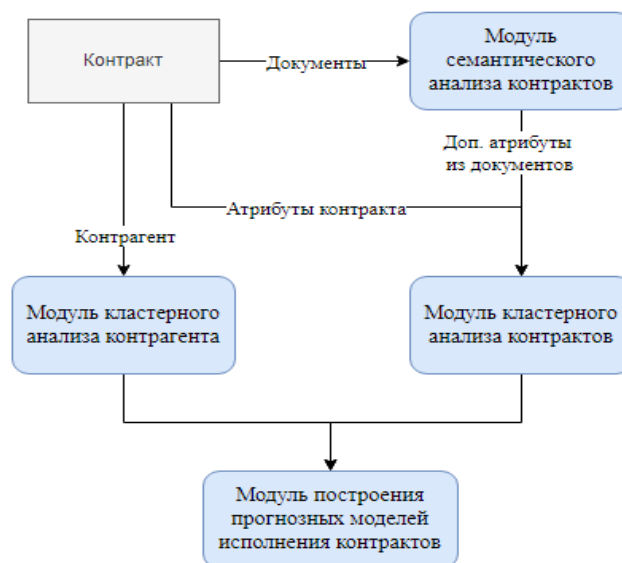 Контракт
Документы
Модуль
семантического
анализа контрактов
Доп. атрибуты
из документов
Атрибуты контракта
Контрагент
Модуль кластерного
анализа контрагента
Модуль кластерного
анализа контрактов
Модуль построения
прогнозных моделей
исполнения контрактов